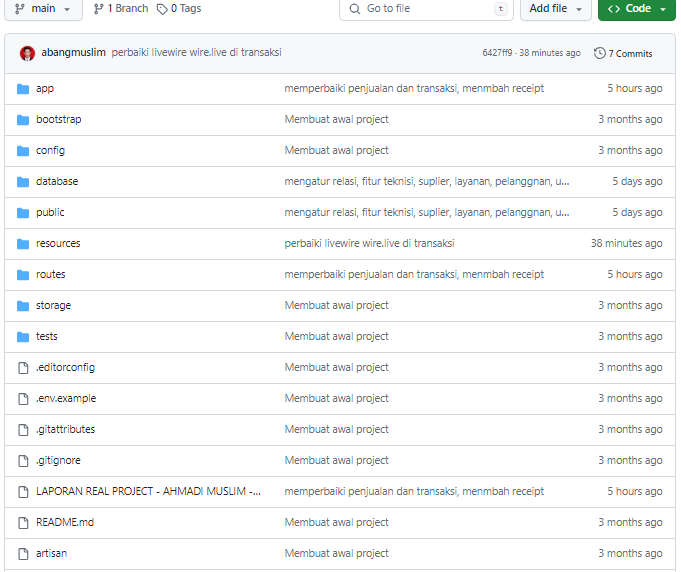 main 1 Branch 0 Tags Go to file t Add file Code
abangmuslim perbaiki livewire wire.live di transaksi 6427ff9 · 38 minutes ago 7 Commits
app memperbaiki penjualan dan transaksi, menmbah receipt 5 hours ago
bootstrap Membuat awal project 3 months ago
config Membuat awal project 3 months ago
database mengatur relasi, fitur teknisi, suplier, layanan, pelanggnan, u... 5 days ago
public mengatur relasi, fitur teknisi, suplier, layanan, pelanggnan, u... 5 days ago
resources perbaiki livewire wire.live di transaksi 38 minutes ago
routes memperbaiki penjualan dan transaksi, menmbah receipt 5 hours ago
storage Membuat awal project 3 months ago
tests Membuat awal project 3 months ago
.editorconfig Membuat awal project 3 months ago
.env.example Membuat awal project 3 months ago
.gitattributes Membuat awal project 3 months ago
.gitignore Membuat awal project 3 months ago
LAPORAN REAL PROJECT - AHMADI MUSLIM -... memperbaiki penjualan dan transaksi, menmbah receipt 5 hours ago
README.md Membuat awal project 3 months ago
artisan Membuat awal project 3 months ago